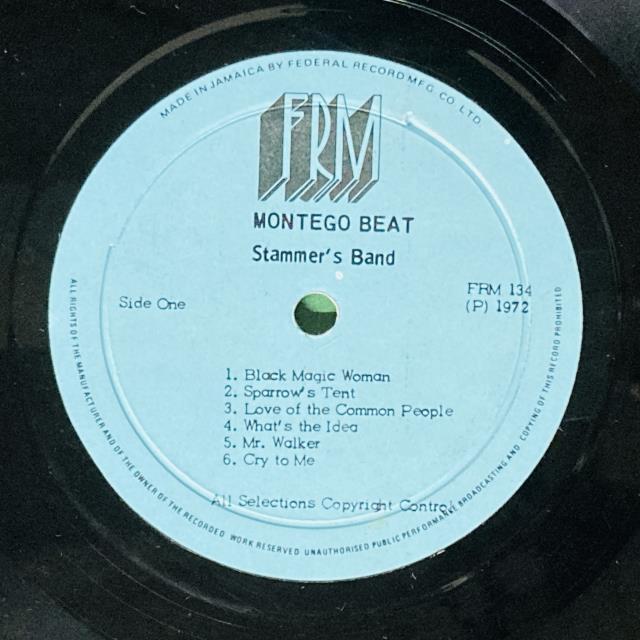 MADE IN JAMAICA BY FEDERAL RECORD MFG. CO. LTD.
FRM
MONTEGO BEAT
Stammer's Band
Side One
FRM 134
(P) 1972
1. Black Magic Woman
2. Sparrow's Tent
3. Love of the Common People
4. What's the Idea
5. Mr. Walker
6. Cry to Me
All Selections Copyright Control
ALL RIGHTS OF THE MANUFACTURER AND OF THE OWNER OF THE RECORDED WORK RESERVED UNAUTHORISED PUBLIC PERFORMANCE BROADCASTING AND COPYING OF THIS RECORD PROHIBITED